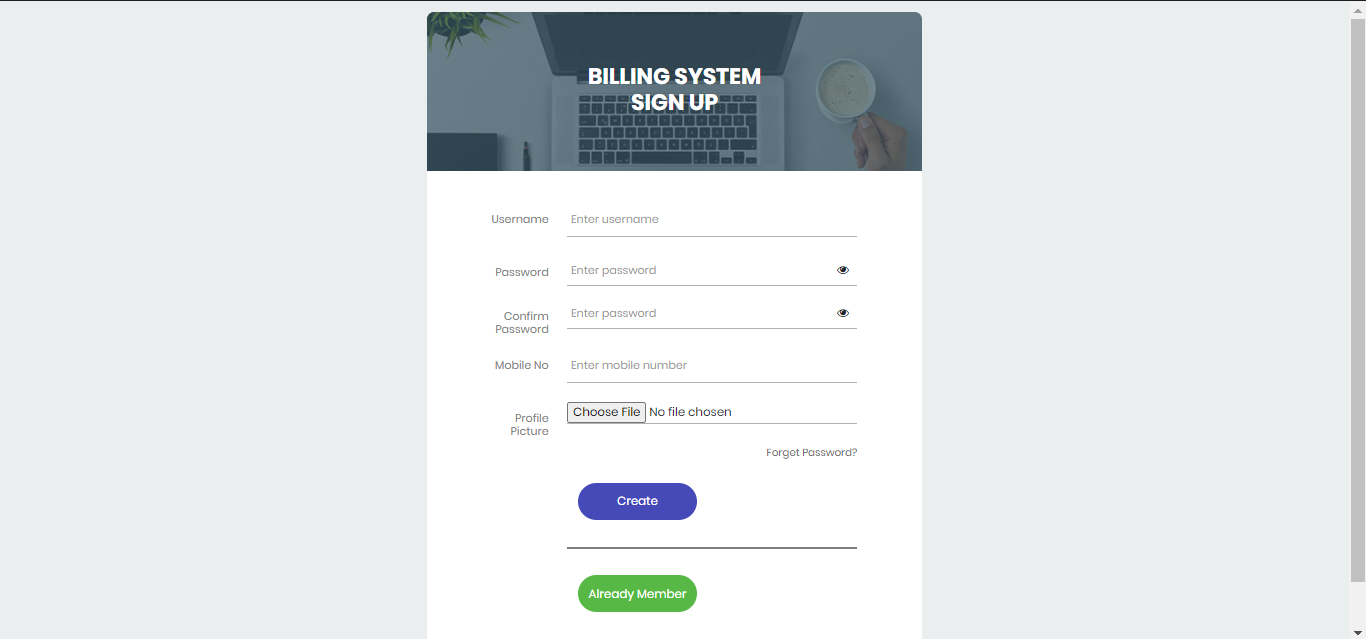 BILLING SYSTEM
SIGN UP
Username
Enter username
Password
Enter password
Confirm
Password
Enter password
Mobile No
Enter mobile number
Profile
Picture
Choose File No file chosen
Forget Password?
Create
Already Member